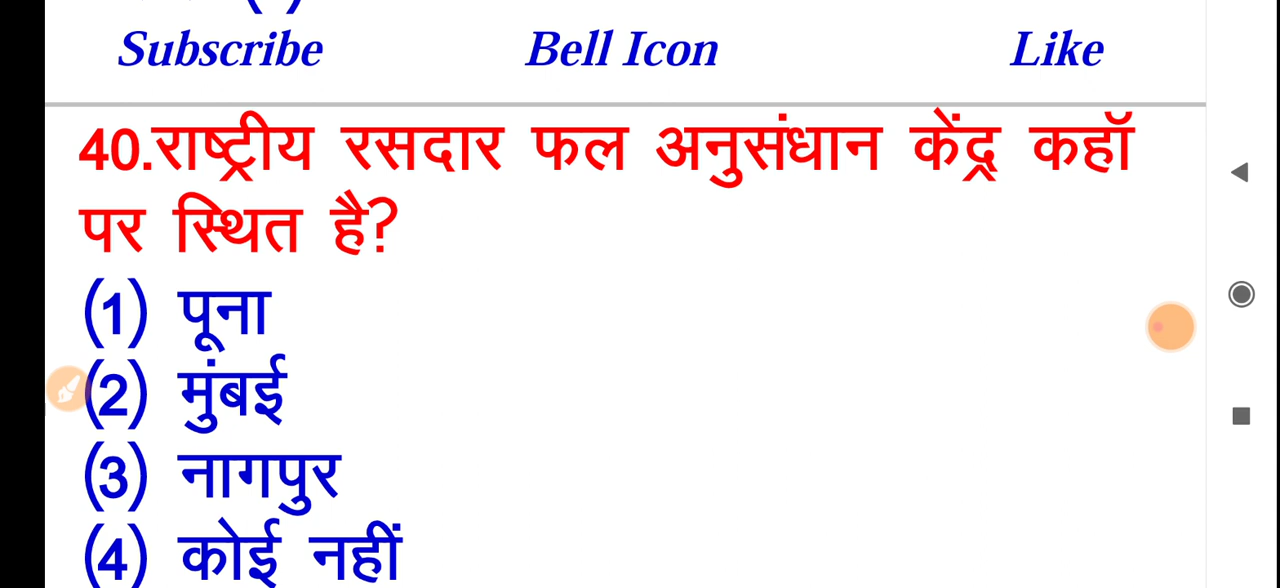 Subscribe Bell Icon Like
40.राष्ट्रीय रसदार फल अनुसंधान केंद्र कहॉ
पर स्थित है?
(1) पूना
(2) मुंबई
(3) नागपुर
(4) कोई नहीं